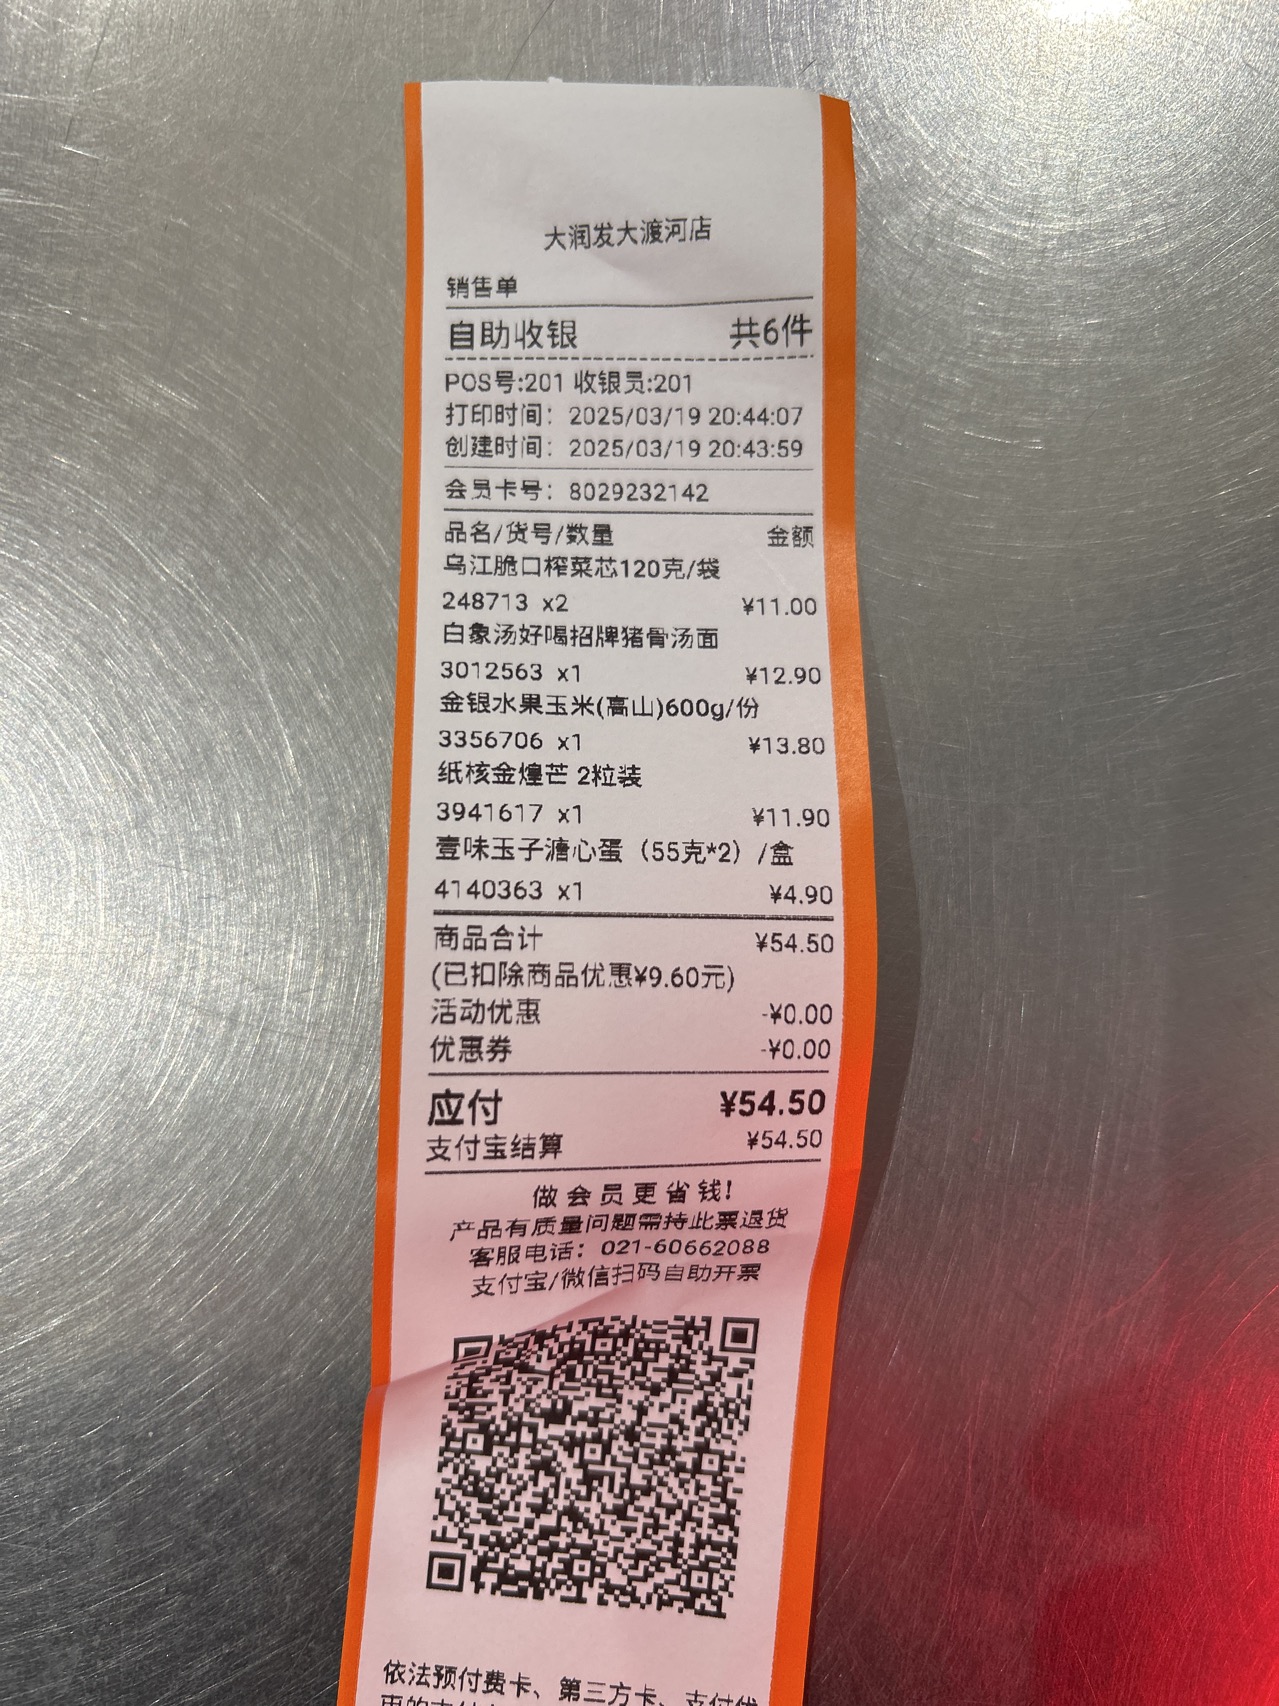 大润发大渡河店
销售单
自助收银 共6件
POS号:201 收银员:201
打印时间：2025/03/19 20:44:07
创建时间：2025/03/19 20:43:59
会员卡号：8029232142
品名/货号/数量 金额
乌江脆口榨菜芯120克/袋
248713 x2 ¥11.00
白象汤好喝招牌猪骨汤面
3012563 x1 ¥12.90
金银水果玉米(高山)600g/份
3356706 x1 ¥13.80
纸核金煌芒 2粒装
3941617 x1 ¥11.90
壹味玉子溏心蛋（55克*2）/盒
4140363 x1 ¥4.90
商品合计 ¥54.50
(已扣除商品优惠¥9.60元)
活动优惠 -¥0.00
优惠券 -¥0.00
应付 ¥54.50
支付宝结算 ¥54.50
做会员更省钱!
产品有质量问题需持此票退货
客服电话：021-60662088
支付宝/微信扫码自助开票
依法预付费卡、第三方卡、支付优